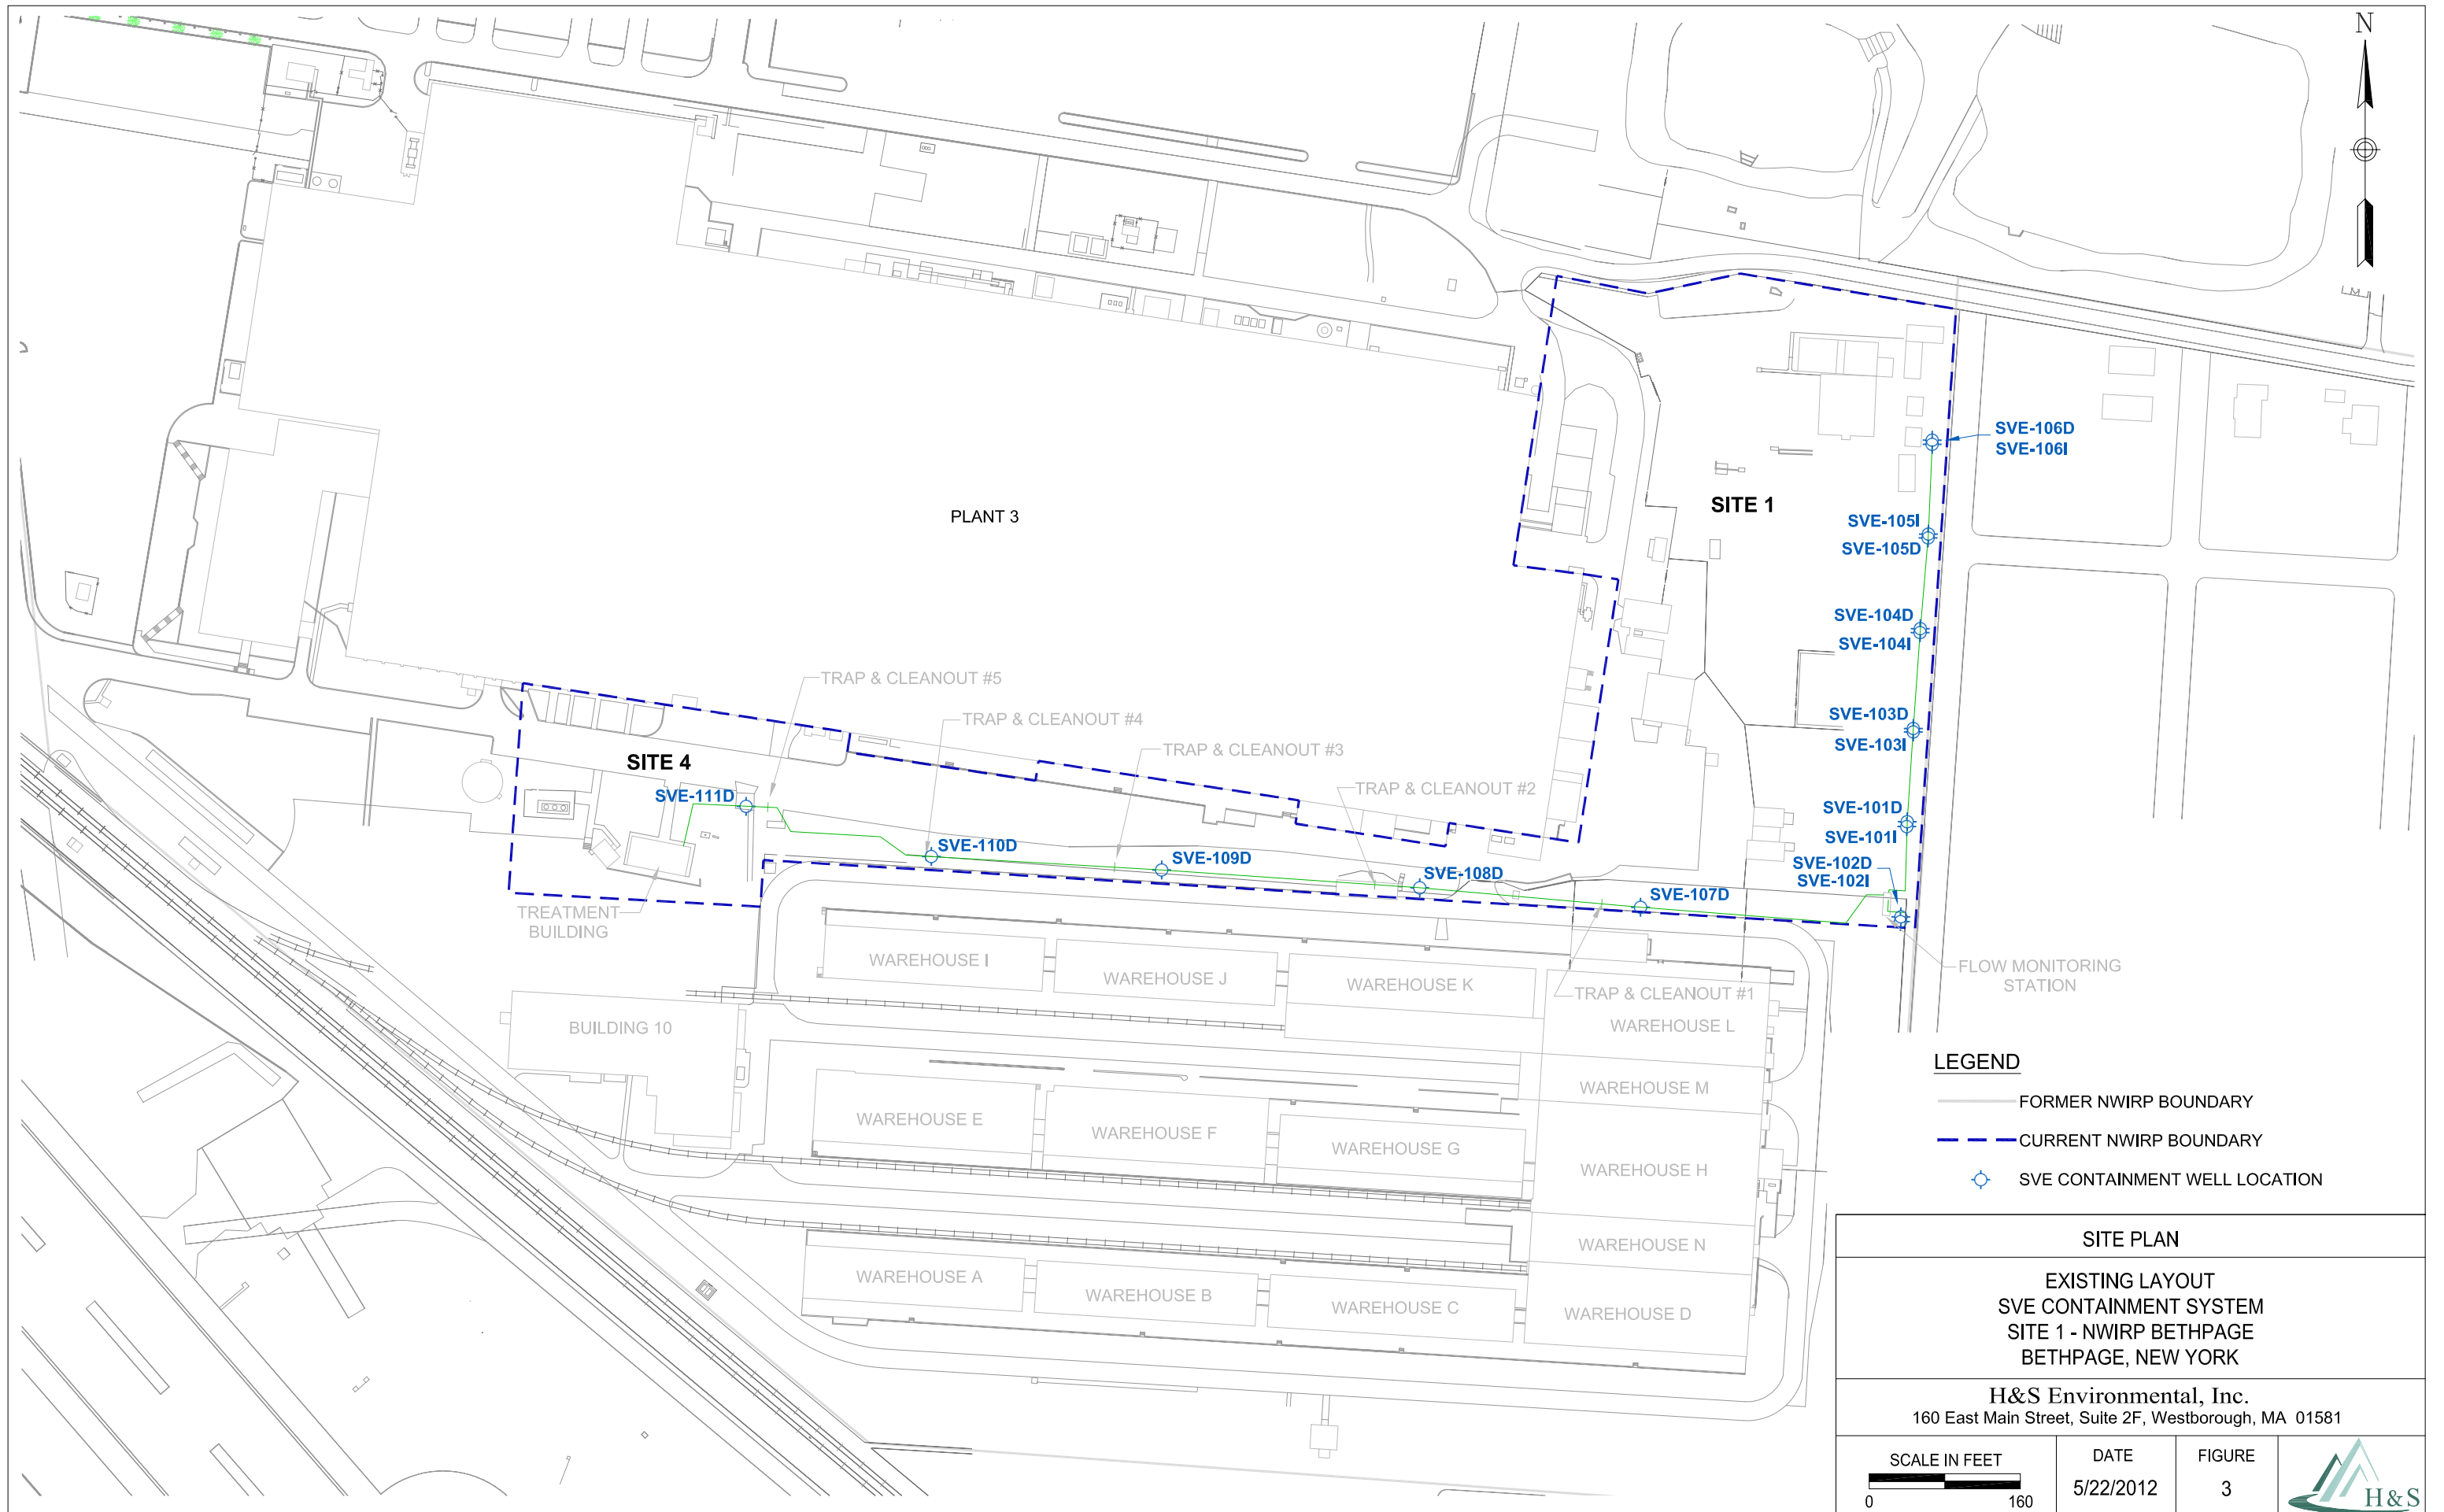 N
SVE-106D
SVE-106I
PLANT 3
SITE 1
SVE-105I
SVE-105D
SVE-104D
SVE-104I
TRAP & CLEANOUT #5
TRAP & CLEANOUT #4
SVE-103D
TRAP & CLEANOUT #3
SVE-103I
SITE 4
TRAP & CLEANOUT #2
SVE-111D
SVE-101D
SVE-101I
SVE-110D
SVE-109D
SVE-102D
SVE-108D
SVE-102I
SVE-107D
TREATMENT
BUILDING
WAREHOUSE I
WAREHOUSE J
WAREHOUSE K
TRAP & CLEANOUT #1
FLOW MONITORING
STATION
BUILDING 10
WAREHOUSE L
WAREHOUSE M
WAREHOUSE E
WAREHOUSE F
WAREHOUSE G
WAREHOUSE H
WAREHOUSE N
WAREHOUSE A
WAREHOUSE B
WAREHOUSE C
WAREHOUSE D
LEGEND
FORMER NWIRP BOUNDARY
CURRENT NWIRP BOUNDARY
SVE CONTAINMENT WELL LOCATION
SITE PLAN
EXISTING LAYOUT
SVE CONTAINMENT SYSTEM
SITE 1 - NWIRP BETHPAGE
BETHPAGE, NEW YORK
H&S Environmental, Inc.
160 East Main Street, Suite 2F, Westborough, MA 01581
SCALE IN FEET
0 160
DATE
5/22/2012
FIGURE
3
H&S